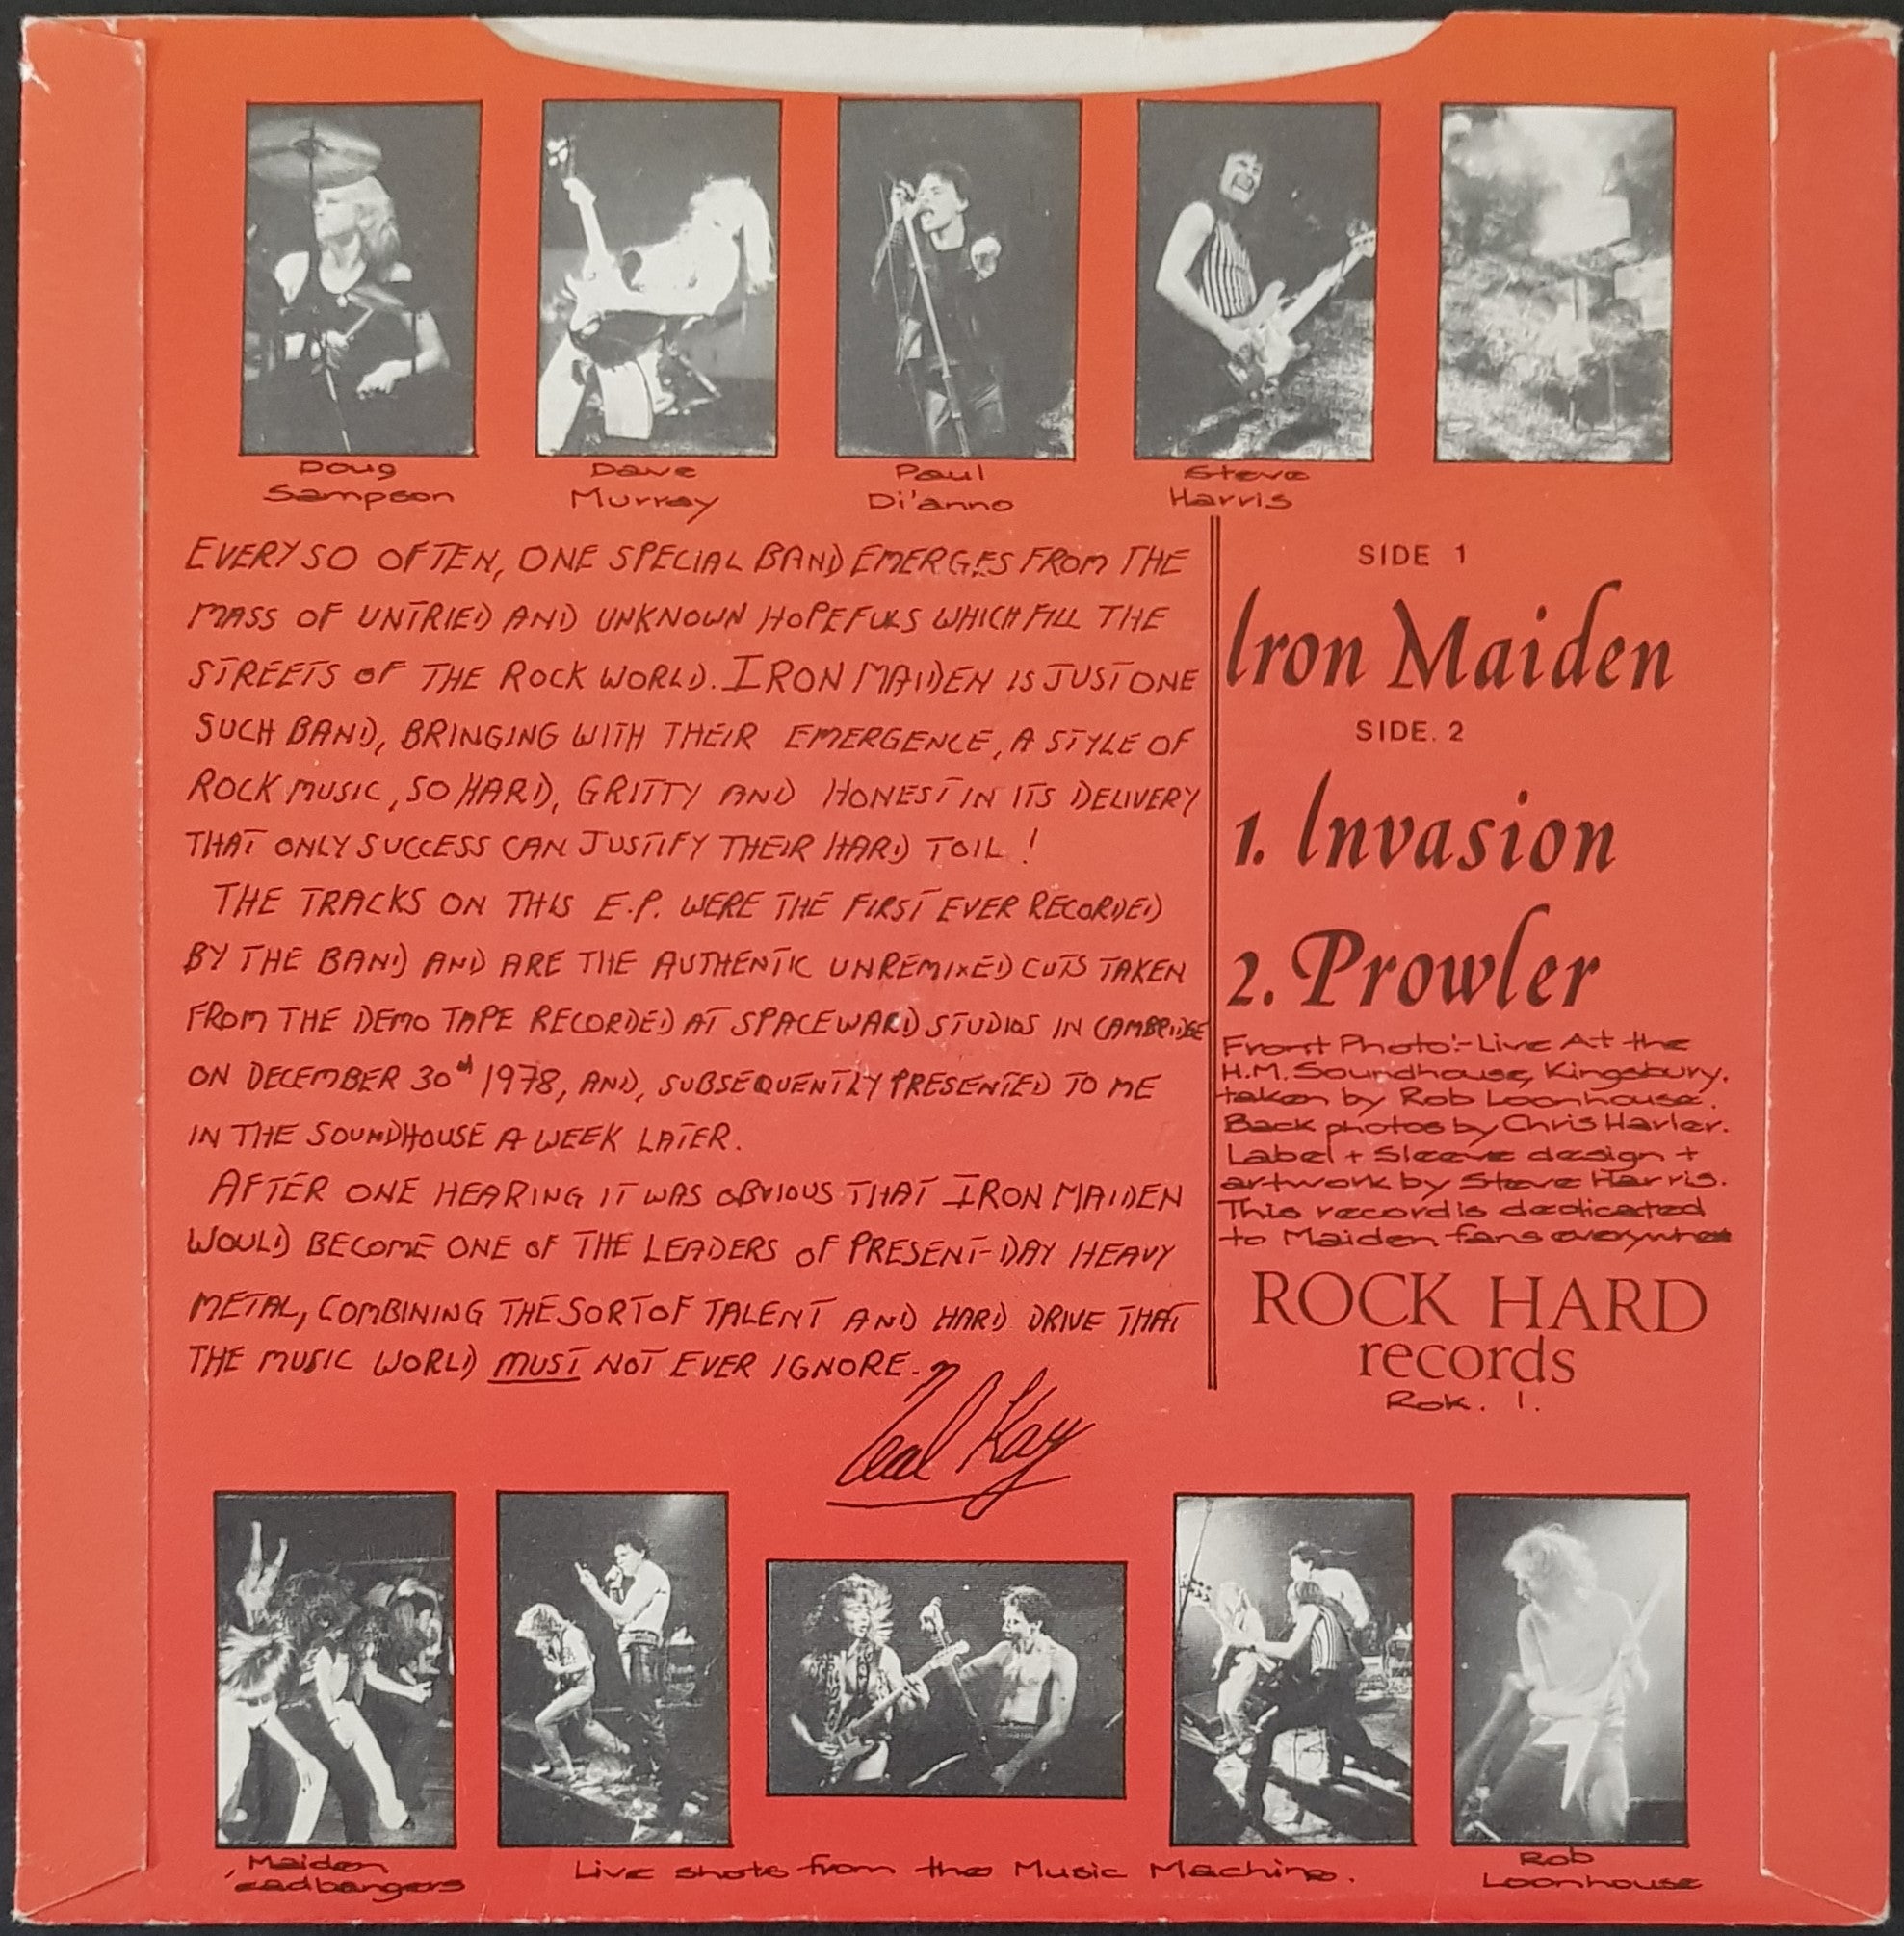 Doug
Sampson
Dave
Murray
Paul
Di'anno
Steve
Harris
EVERY SO OFTEN, ONE SPECIAL BAND EMERGES FROM THE
MASS OF UNTRIED AND UNKNOWN HOPEFULS WHICH FILL THE
STREETS OF THE ROCK WORLD. IRON MAIDEN IS JUST ONE
SUCH BAND, BRINGING WITH THEIR EMERGENCE, A STYLE OF
ROCK MUSIC, SO HARD, GRITTY AND HONEST IN ITS DELIVERY
THAT ONLY SUCCESS CAN JUSTIFY THEIR HARD TOIL!
THE TRACKS ON THIS E.P. WERE THE FIRST EVER RECORDED
BY THE BAND AND ARE THE AUTHENTIC UNREMIXED CUTS TAKEN
FROM THE DEMO TAPE RECORDED AT SPACEWARD STUDIOS IN CAMBRIDGE
ON DECEMBER 30th 1978, AND, SUBSEQUENTLY PRESENTED TO ME
IN THE SOUNDHOUSE A WEEK LATER.
AFTER ONE HEARING IT WAS OBVIOUS THAT IRON MAIDEN
WOULD BECOME ONE OF THE LEADERS OF PRESENT-DAY HEAVY
METAL, COMBINING THE SORT OF TALENT AND HARD DRIVE THAT
THE MUSIC WORLD MUST NOT EVER IGNORE.
Neal Kay
SIDE 1
Iron Maiden
SIDE. 2
1. Invasion
2. Prowler
Front Photo:- Live At the
H.M. Soundhouse, Kingsbury.
taken by Rob Loonhouse.
Back photos by Chris Harler.
Label + Sleeve design +
artwork by Steve Harris.
This record is dedicated
to Maiden fans everywhe
ROCK HARD
records
Rok. 1.
Maiden
eadbangers
Live shots from the Music Machine.
Rob
Loonhouse